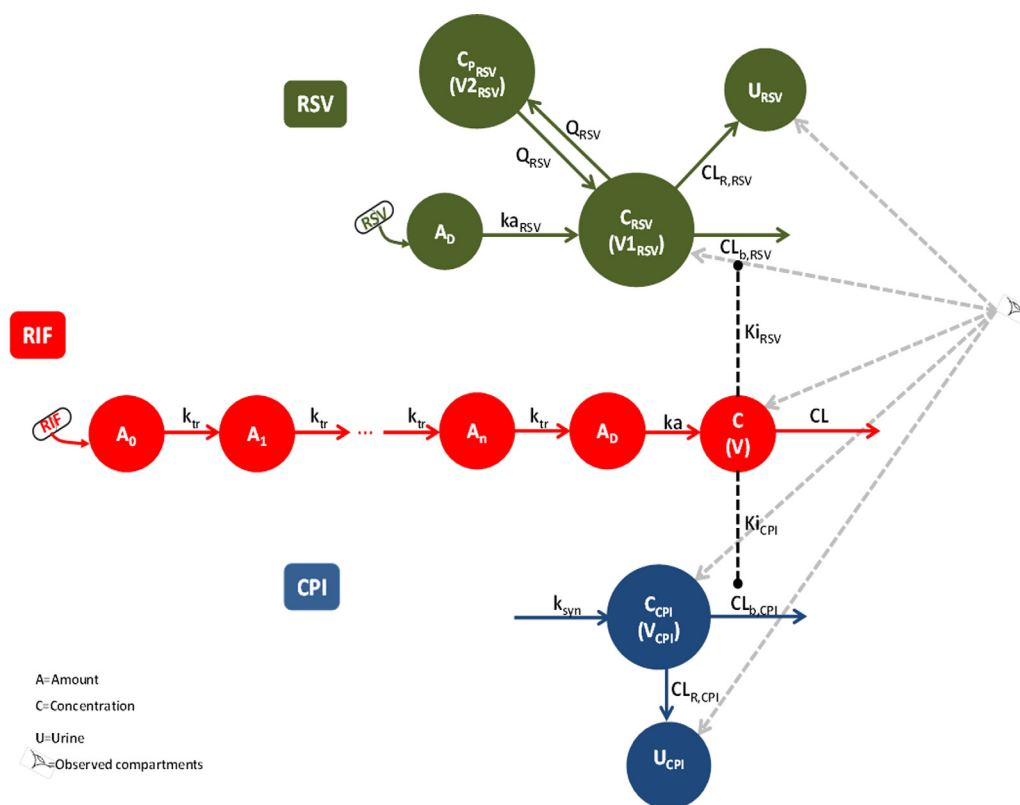 C_P_RSV
(V2_RSV)
RSV
U_RSV
Q_RSV
Q_RSV
CL_R,RSV
RSV
A_D
ka_RSV
C_RSV
(V1_RSV)
CL_b,RSV
Ki_RSV
RIF
RIF
A_0
k_tr
A_1
k_tr
...
k_tr
A_n
k_tr
A_D
ka
C
(V)
CL
Ki_CPI
CPI
k_syn
C_CPI
(V_CPI)
CL_b,CPI
CL_R,CPI
U_CPI
A=Amount
C=Concentration
U=Urine
=Observed compartments